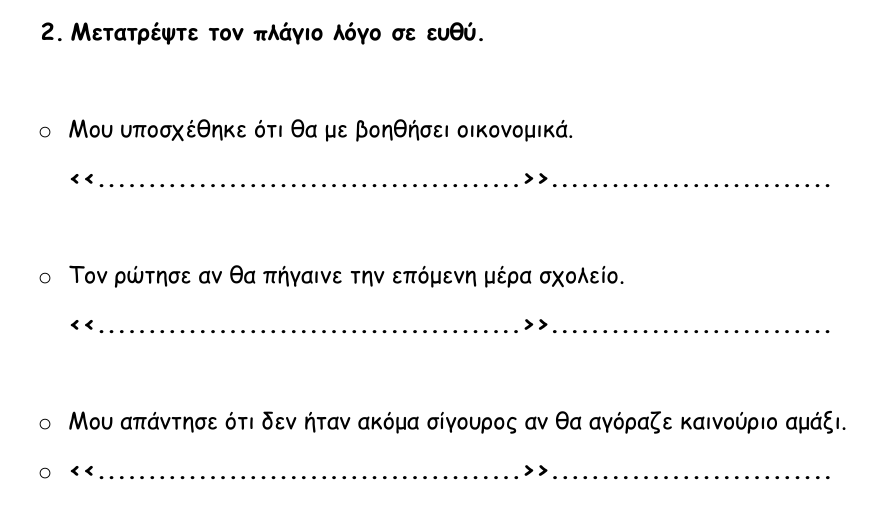 2. Μετατρέψτε τον πλάγιο λόγο σε ευθύ.
o Μου υποσχέθηκε ότι θα με βοηθήσει οικονομικά.
<<..........................................>>............................
o Τον ρώτησε αν θα πήγαινε την επόμενη μέρα σχολείο.
<<..........................................>>............................
o Μου απάντησε ότι δεν ήταν ακόμα σίγουρος αν θα αγόραζε καινούριο αμάξι.
o <<..........................................>>............................